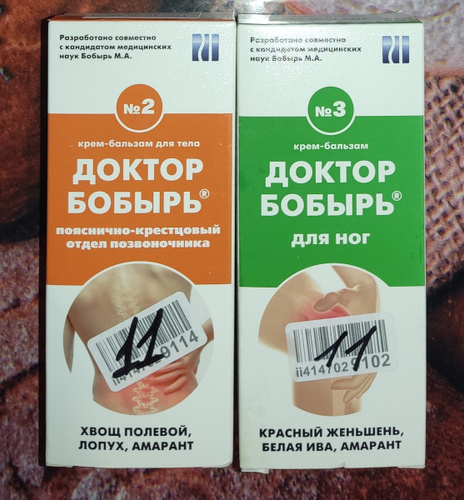 Разработано совместно
с кандидатом медицинских
наук Бобырь М.А.
№2
крем-бальзам для тела
ДОКТОР
БОБЫРЬ®
пояснично-крестцовый
отдел позвоночника
11
9114
ХВОЩ ПОЛЕВОЙ,
ЛОПУХ, АМАРАНТ
Разработано совместно
с кандидатом медицинских
наук Бобырь М.А.
№3
крем-бальзам
ДОКТОР
БОБЫРЬ®
для ног
11
ii4147029102
КРАСНЫЙ ЖЕНЬШЕНЬ,
БЕЛАЯ ИВА, АМАРАНТ